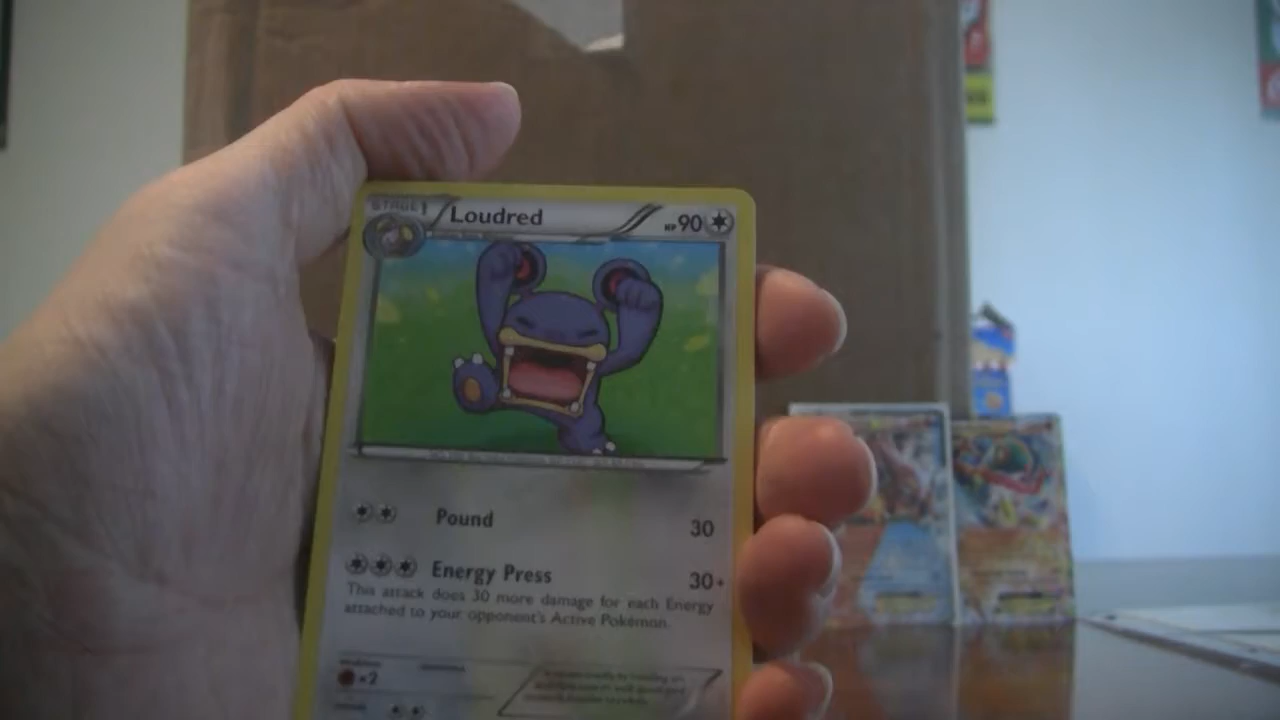 STAGE1 Loudred HP90
Pound 30
Energy Press 30+
This attack does 30 more damage for each Energy
attached to your opponent's Active Pokémon.
×2